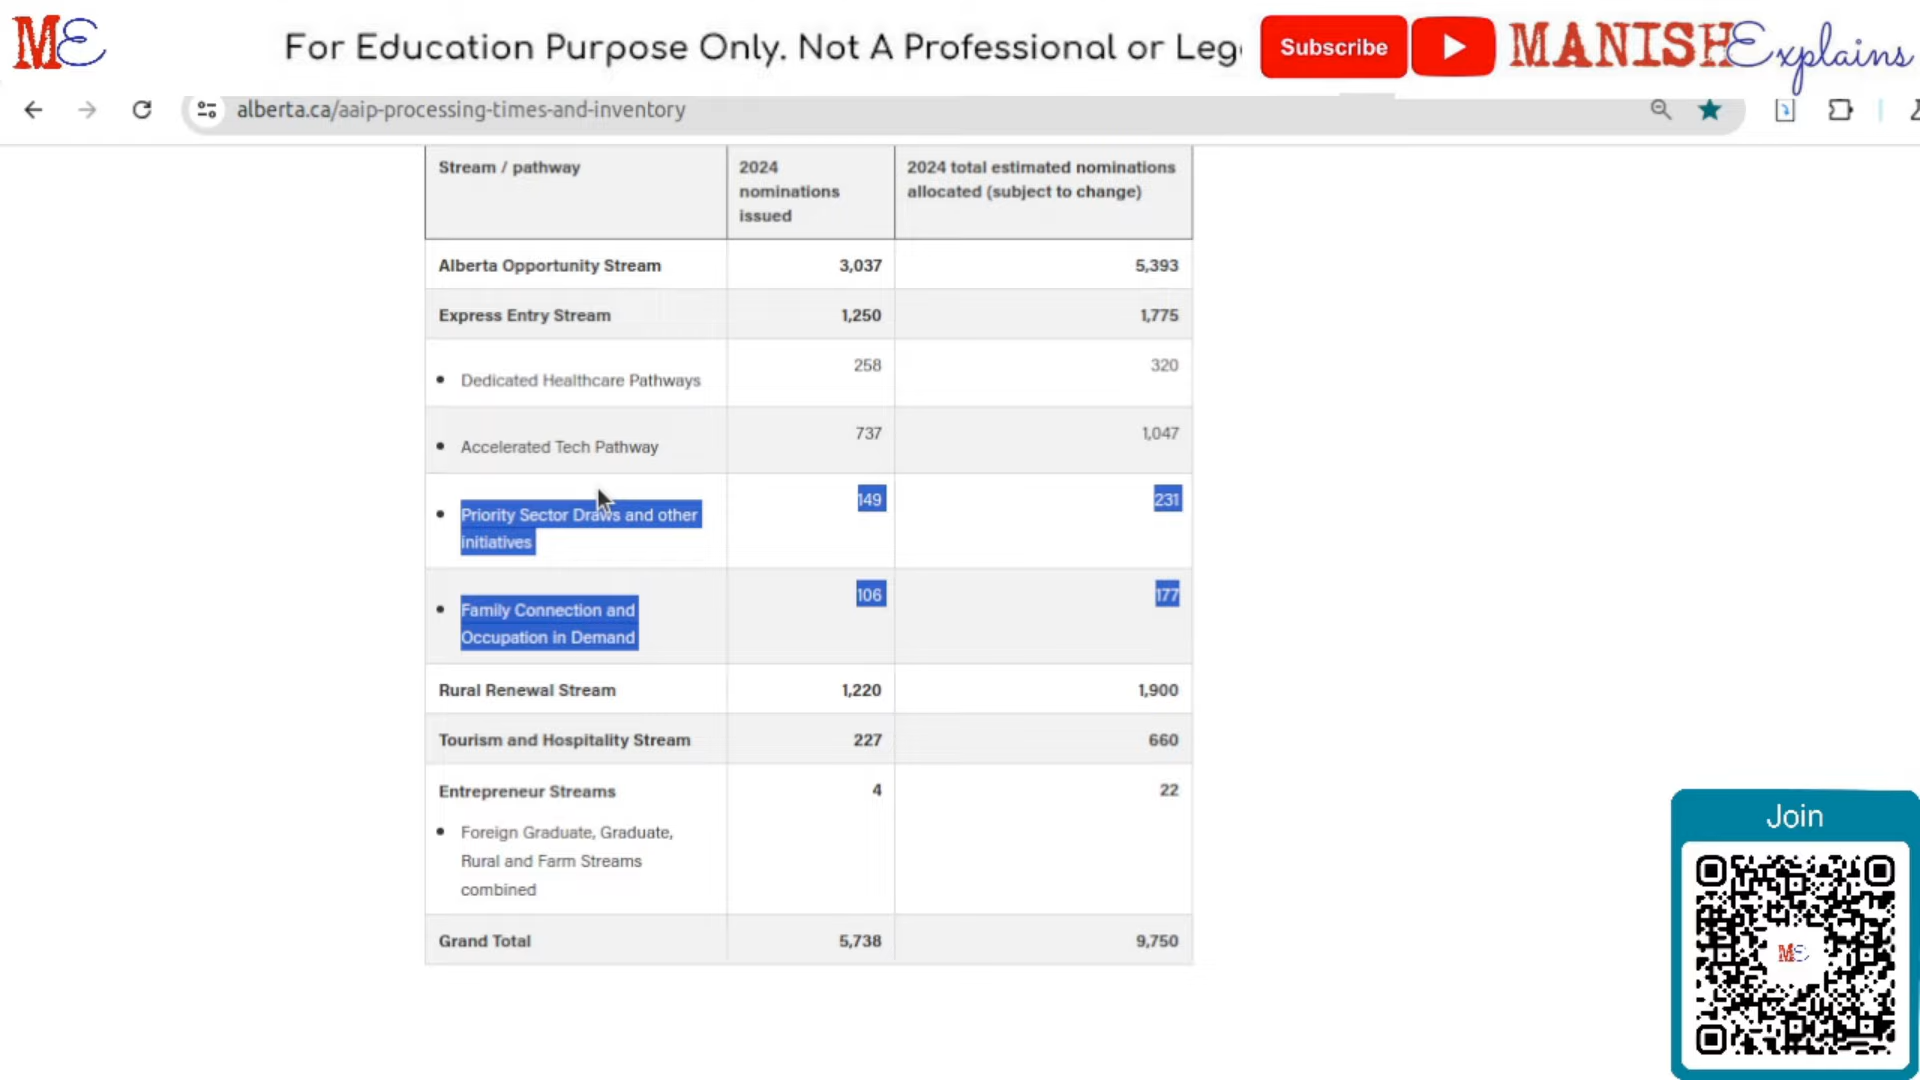 ME
For Education Purpose Only. Not A Professional or Leg
Subscribe
MANISH Explains
alberta.ca/aaip-processing-times-and-inventory
Stream / pathway
2024
nominations
issued
2024 total estimated nominations
allocated (subject to change)
Alberta Opportunity Stream 3,037 5,393
Express Entry Stream 1,250 1,775
• Dedicated Healthcare Pathways 258 320
• Accelerated Tech Pathway 737 1,047
• Priority Sector Draws and other 149 231
initiatives
• Family Connection and 106 177
Occupation in Demand
Rural Renewal Stream 1,220 1,900
Tourism and Hospitality Stream 227 660
Entrepreneur Streams 4 22
• Foreign Graduate, Graduate,
Rural and Farm Streams
combined
Grand Total 5,738 9,750
Join
ME